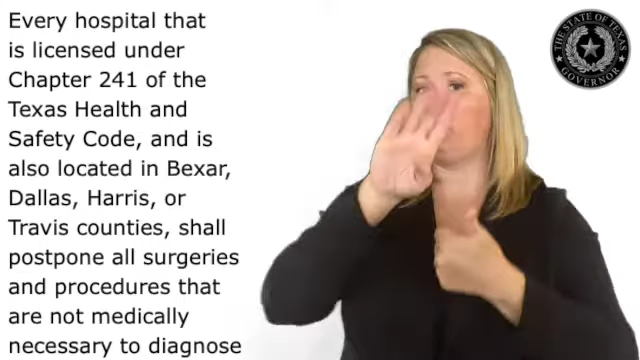 Every hospital that
is licensed under
Chapter 241 of the
Texas Health and
Safety Code, and is
also located in Bexar,
Dallas, Harris, or
Travis counties, shall
postpone all surgeries
and procedures that
are not medically
necessary to diagnose
THE STATE OF TEXAS
GOVERNOR